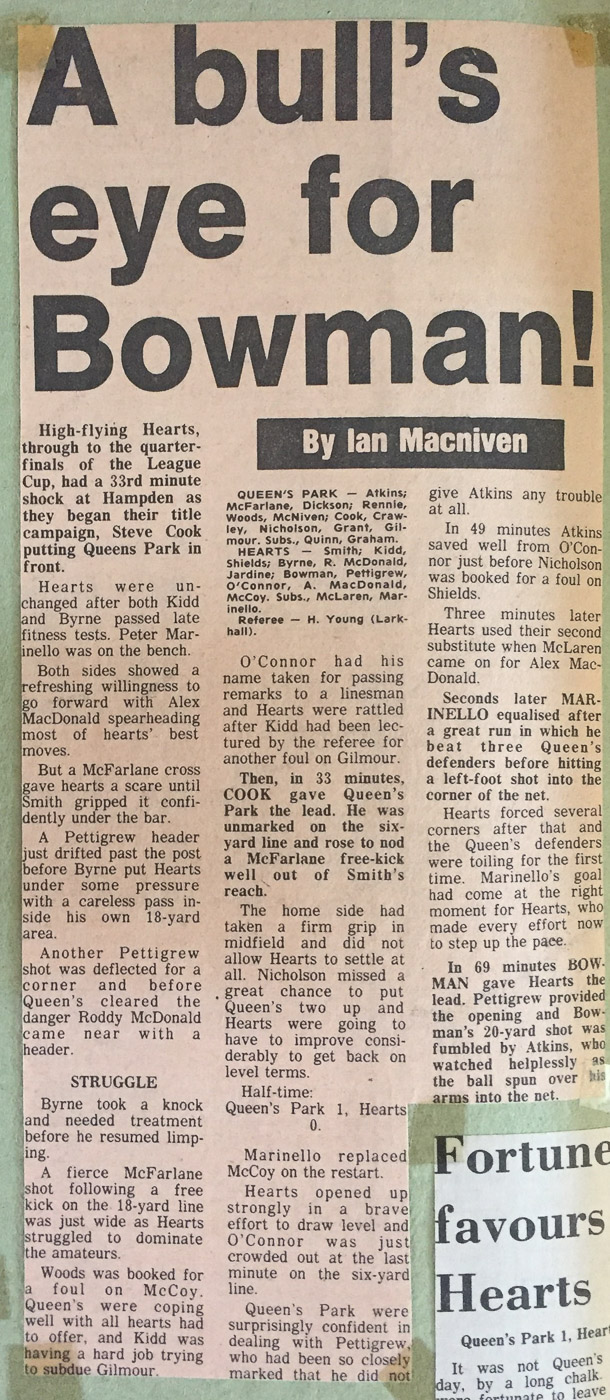 A bull's
eye for
Bowman!
By Ian Macniven
High-flying Hearts,
through to the quarter-
finals of the League
Cup, had a 33rd minute
shock at Hampden as
they began their title
campaign, Steve Cook
putting Queens Park in
front.
Hearts were un-
changed after both Kidd
and Byrne passed late
fitness tests. Peter Mar-
inello was on the bench.
Both sides showed a
refreshing willingness to
go forward with Alex
MacDonald spearheading
most of hearts' best
moves.
But a McFarlane cross
gave hearts a scare until
Smith gripped it confi-
dently under the bar.
A Pettigrew header
just drifted past the post
before Byrne put Hearts
under some pressure
with a careless pass in-
side his own 18-yard
area.
Another Pettigrew
shot was deflected for a
corner and before
Queen's cleared the
danger Roddy McDonald
came near with a
header.
STRUGGLE
Byrne took a knock
and needed treatment
before he resumed limp-
ing.
A fierce McFarlane
shot following a free
kick on the 18-yard line
was just wide as Hearts
struggled to dominate
the amateurs.
Woods was booked for
a foul on McCoy.
Queen's were coping
well with all hearts had
to offer, and Kidd was
having a hard job trying
to subdue Gilmour.
QUEEN'S PARK — Atkins;
McFarlane, Dickson; Rennie,
Woods, McNiven; Cook, Craw-
ley, Nicholson, Grant, Gil-
mour. Subs., Quinn, Graham.
HEARTS — Smith; Kidd,
Shields; Byrne, R. McDonald,
Jardine; Bowman, Pettigrew,
O'Connor, A. MacDonald,
McCoy. Subs., McLaren, Mar-
inello.
Referee — H. Young (Lark-
hall).
O'Connor had his
name taken for passing
remarks to a linesman
and Hearts were rattled
after Kidd had been lec-
tured by the referee for
another foul on Gilmour.
Then, in 33 minutes,
COOK gave Queen's
Park the lead. He was
unmarked on the six-
yard line and rose to nod
a McFarlane free-kick
well out of Smith's
reach.
The home side had
taken a firm grip in
midfield and did not
allow Hearts to settle at
all. Nicholson missed a
great chance to put
Queen's two up and
Hearts were going to
have to improve consi-
derably to get back on
level terms.
Half-time:
Queen's Park 1, Hearts
0.
Marinello replaced
McCoy on the restart.
Hearts opened up
strongly in a brave
effort to draw level and
O'Connor was just
crowded out at the last
minute on the six-yard
line.
Queen's Park were
surprisingly confident in
dealing with Pettigrew,
who had been so closely
marked that he did not
give Atkins any trouble
at all.
In 49 minutes Atkins
saved well from O'Con-
nor just before Nicholson
was booked for a foul on
Shields.
Three minutes later
Hearts used their second
substitute when McLaren
came on for Alex Mac-
Donald.
Seconds later MAR-
INELLO equalised after
a great run in which he
beat three Queen's
defenders before hitting
a left-foot shot into the
corner of the net.
Hearts forced several
corners after that and
the Queen's defenders
were toiling for the first
time. Marinello's goal
had come at the right
moment for Hearts, who
made every effort now
to step up the pace.
In 69 minutes BOW-
MAN gave Hearts the
lead. Pettigrew provided
the opening and Bow-
man's 20-yard shot was
fumbled by Atkins, who
watched helplessly as
the ball spun over his
arms into the net.
Fortune
favours
Hearts
Queen's Park 1, Hear
It was not Queen's
day, by a long chalk.
were fortunate to leave